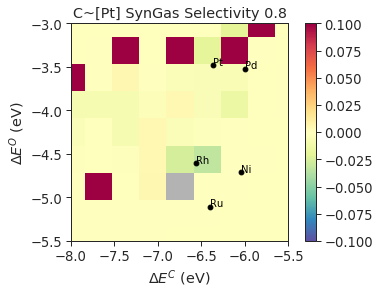 C~[Pt] SynGas Selectivity 0.8
−3.0
−3.5
−4.0
−4.5
−5.0
−5.5
ΔE^O (eV)
−8.0 −7.5 −7.0 −6.5 −6.0 −5.5
ΔE^C (eV)
Pt
Pd
Rh
Ni
Ru
0.100
0.075
0.050
0.025
0.000
−0.025
−0.050
−0.075
−0.100